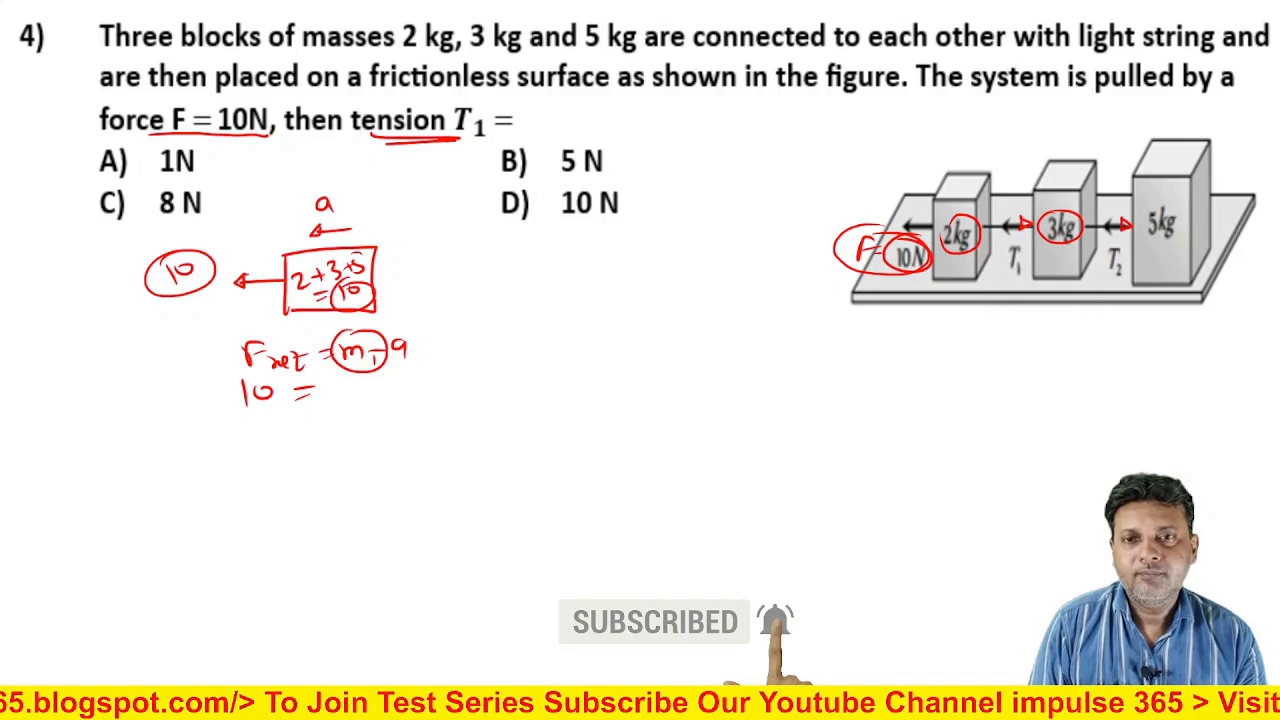 4) Three blocks of masses 2 kg, 3 kg and 5 kg are connected to each other with light string and
are then placed on a frictionless surface as shown in the figure. The system is pulled by a
force F = 10N, then tension T₁ =
A) 1N B) 5 N
C) 8 N D) 10 N
2kg 3kg 5kg
F = 10N T₁ T₂
a
10 2+3+5
= 10
Fnet = m_T a
10 =
SUBSCRIBED
65.blogspot.com/> To Join Test Series Subscribe Our Youtube Channel impulse 365 > Visit